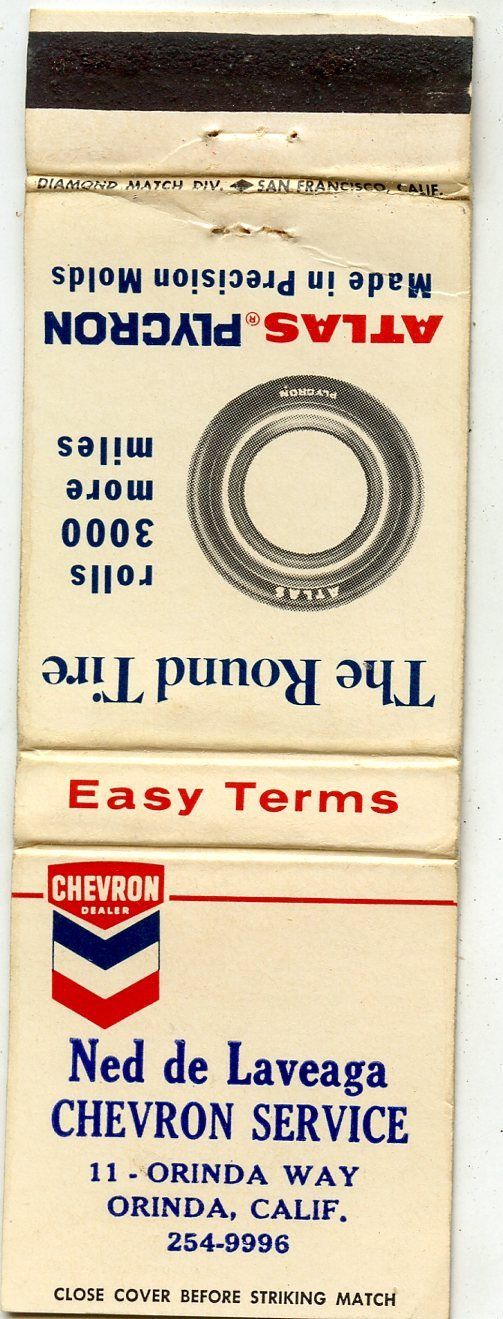 DIAMOND MATCH DIV. SAN FRANCISCO, CALIF.
The Round Tire
rolls
3000
more
miles
ATLAS
PLYCRON
ATLAS® PLYCRON
Made in Precision Molds
Easy Terms
CHEVRON
DEALER
Ned de Laveaga
CHEVRON SERVICE
11 - ORINDA WAY
ORINDA, CALIF.
254-9996
CLOSE COVER BEFORE STRIKING MATCH